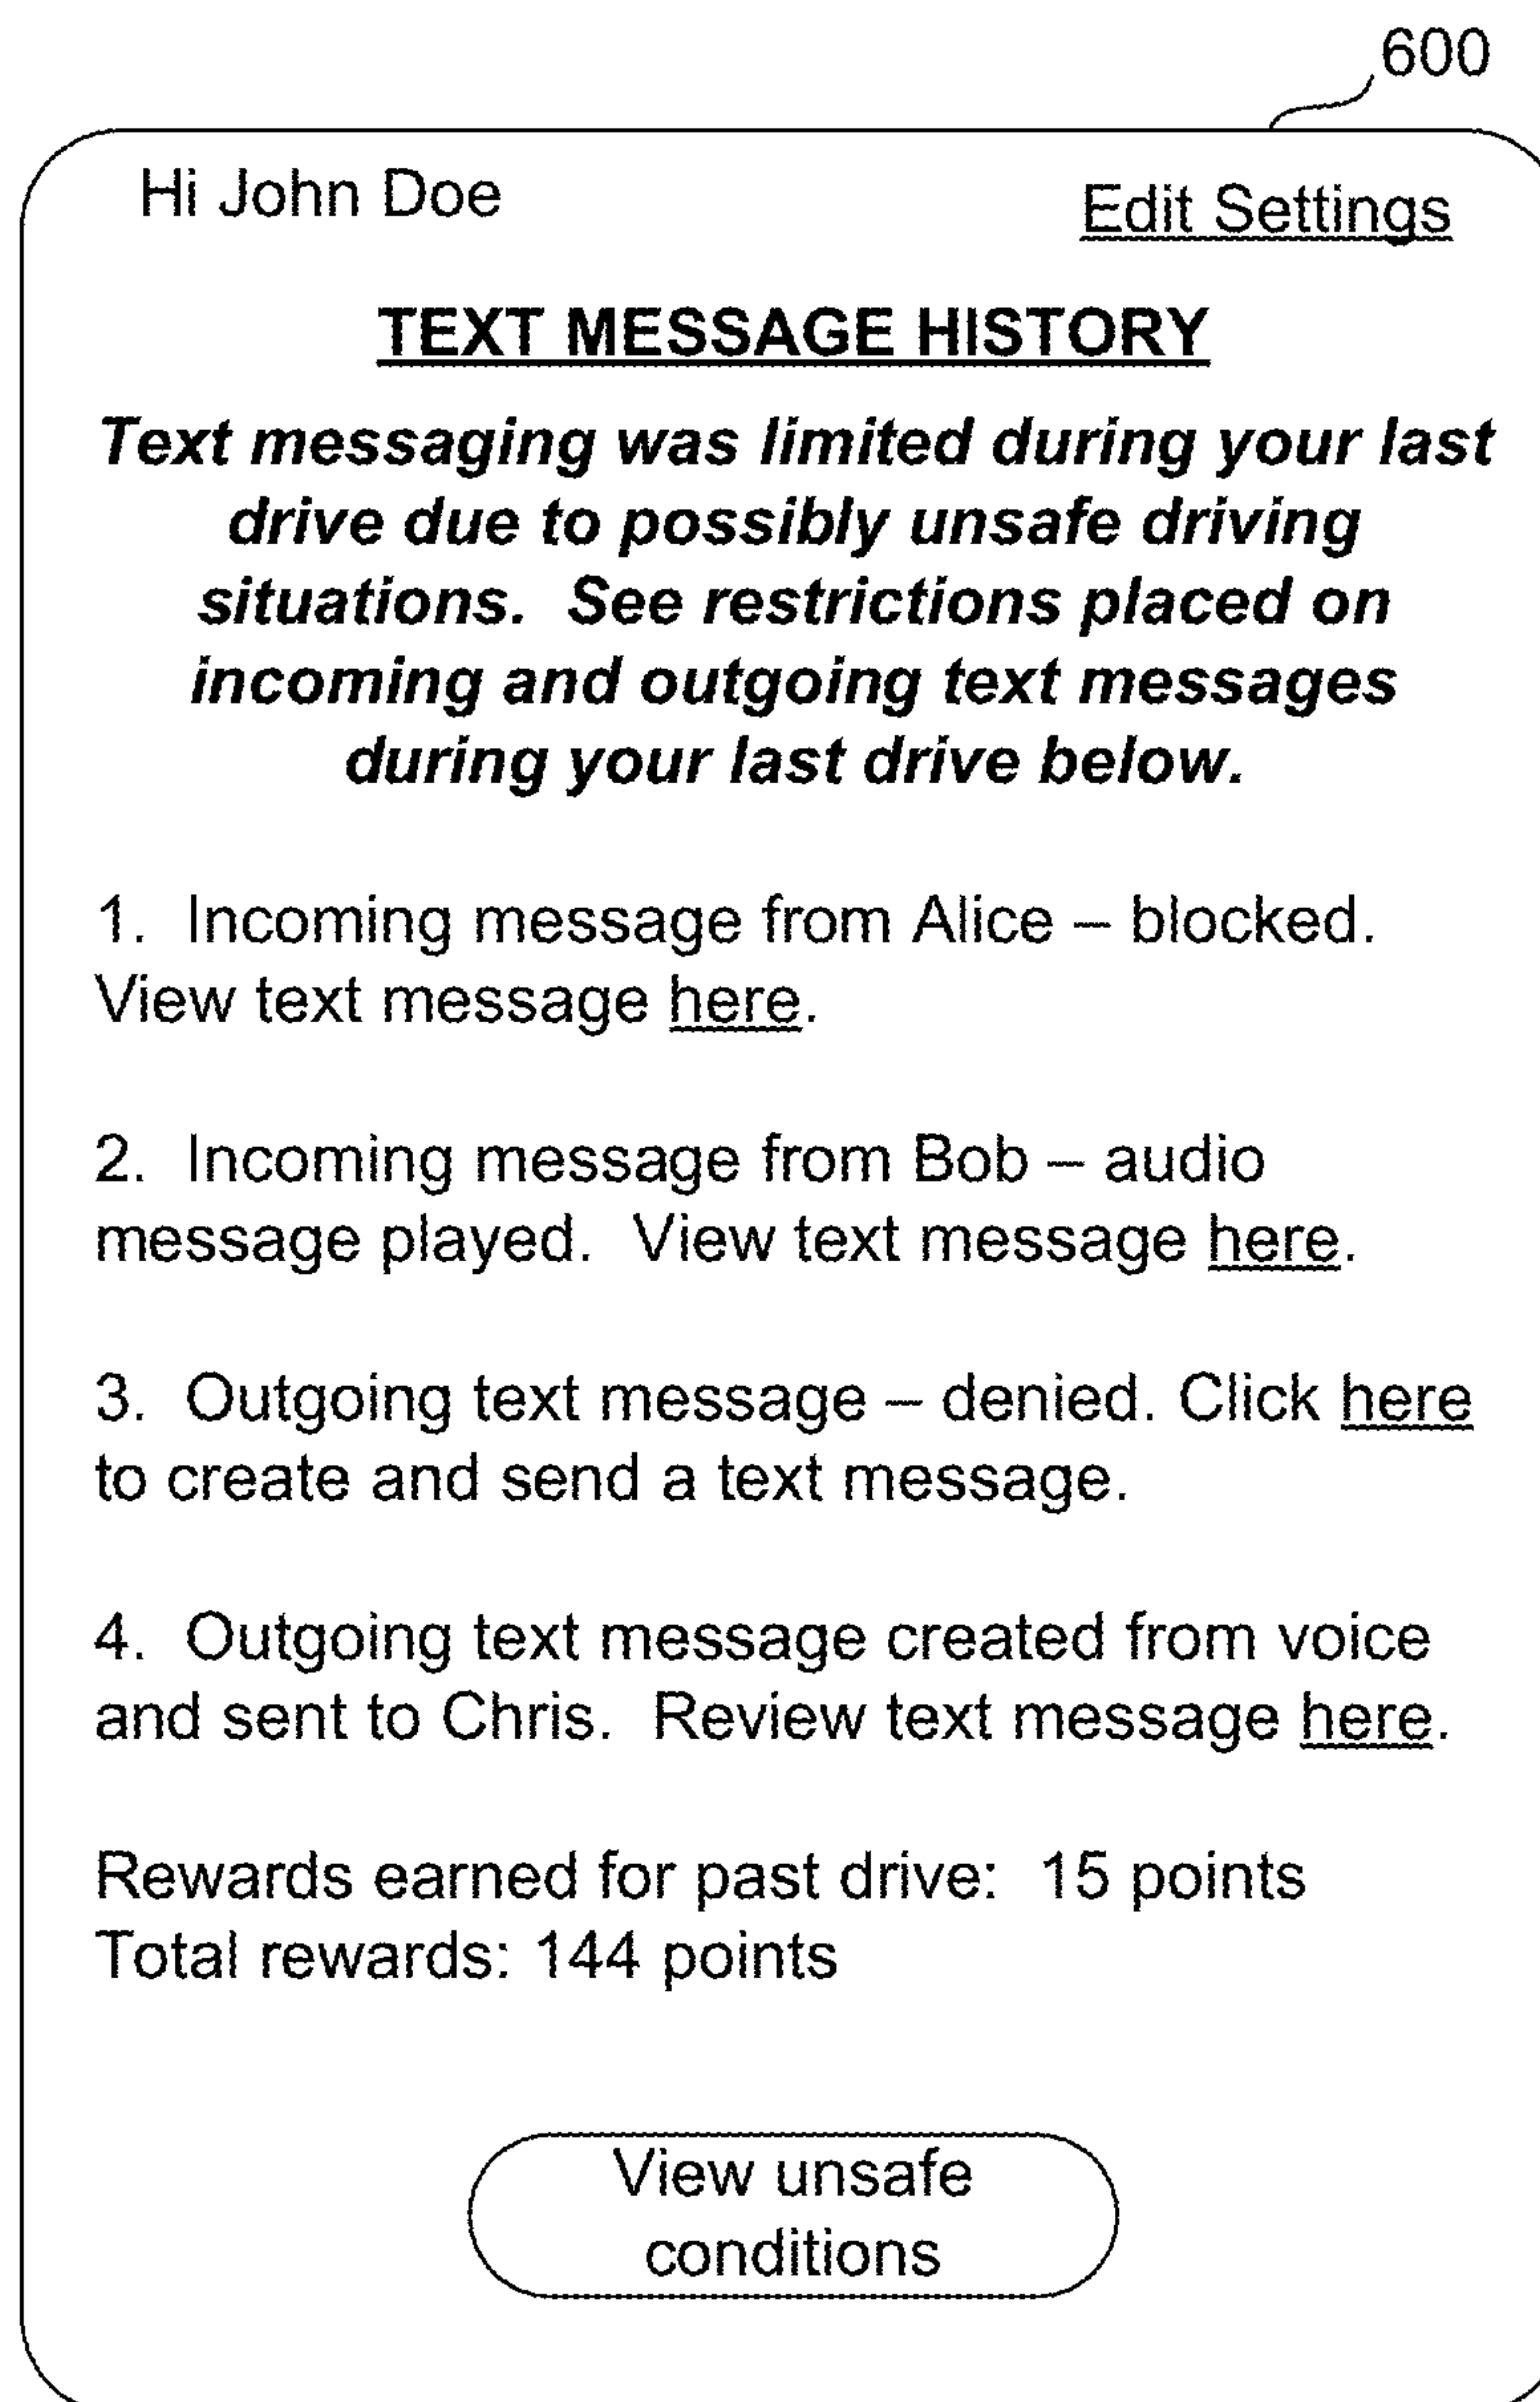 600
Hi John Doe
Edit Settings
TEXT MESSAGE HISTORY
Text messaging was limited during your last
drive due to possibly unsafe driving
situations.  See restrictions placed on
incoming and outgoing text messages
during your last drive below.
1.  Incoming message from Alice – blocked.
View text message here.
2.  Incoming message from Bob – audio
message played.  View text message here.
3.  Outgoing text message – denied. Click here
to create and send a text message.
4.  Outgoing text message created from voice
and sent to Chris.  Review text message here.
Rewards earned for past drive:  15 points
Total rewards: 144 points
View unsafe
conditions